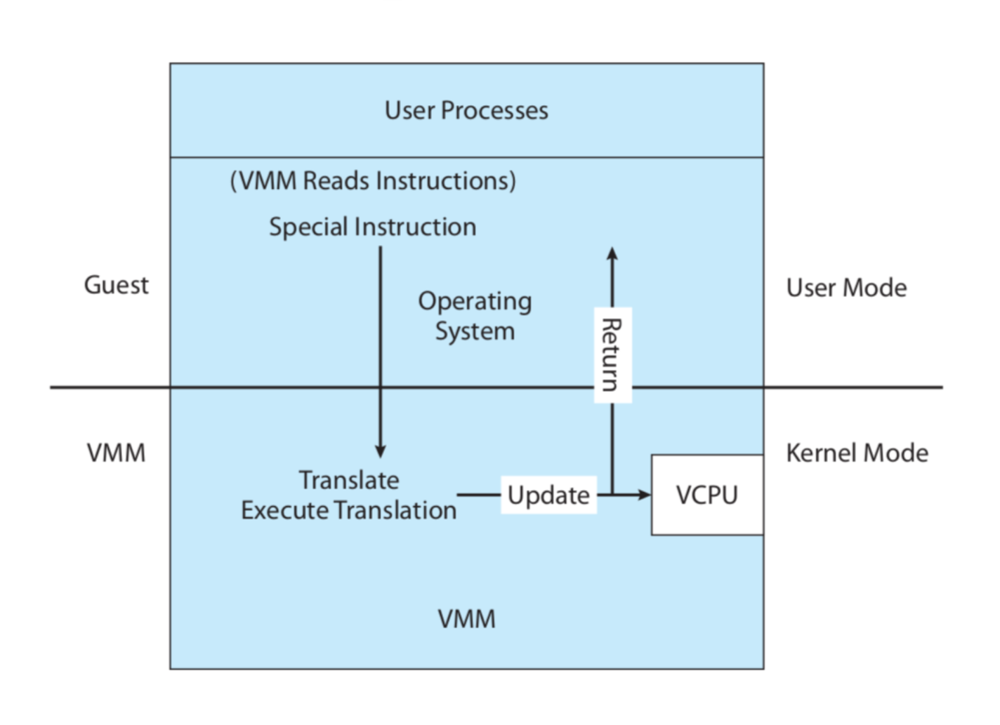 User Processes
(VMM Reads Instructions)
Special Instruction
Guest
Operating
System
User Mode
Return
VMM
Kernel Mode
Translate
Execute Translation
Update
VCPU
VMM